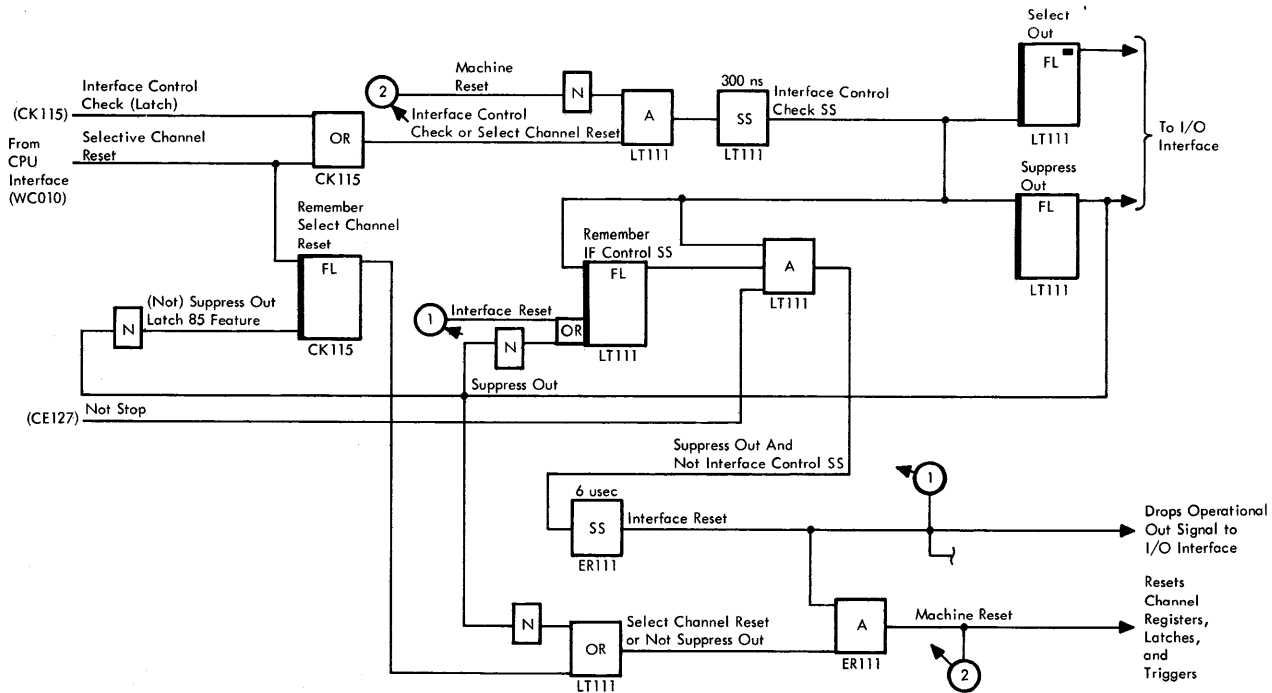 Select
Out
FL
LT111
To I/O
Interface
Machine
Reset
2
N
300 ns
Interface Control
Check SS
A
LT111
SS
LT111
Interface Control
Check (Latch)
(CK115)
Interface Control
Check or Select Channel Reset
OR
CK115
From
CPU
Interface
(WC010)
Selective Channel
Reset
Suppress
Out
FL
LT111
Remember
Select Channel
Reset
FL
CK115
Remember
IF Control SS
FL
LT111
A
LT111
(Not) Suppress Out
Latch 85 Feature
N
1
Interface Reset
OR
N
Suppress Out
(CE127)
Not Stop
Suppress Out And
Not Interface Control SS
6 usec
SS
ER111
Interface Reset
1
Drops Operational
Out Signal to
I/O Interface
N
OR
LT111
Select Channel Reset
or Not Suppress Out
A
ER111
Machine Reset
2
Resets
Channel
Registers,
Latches,
and
Triggers